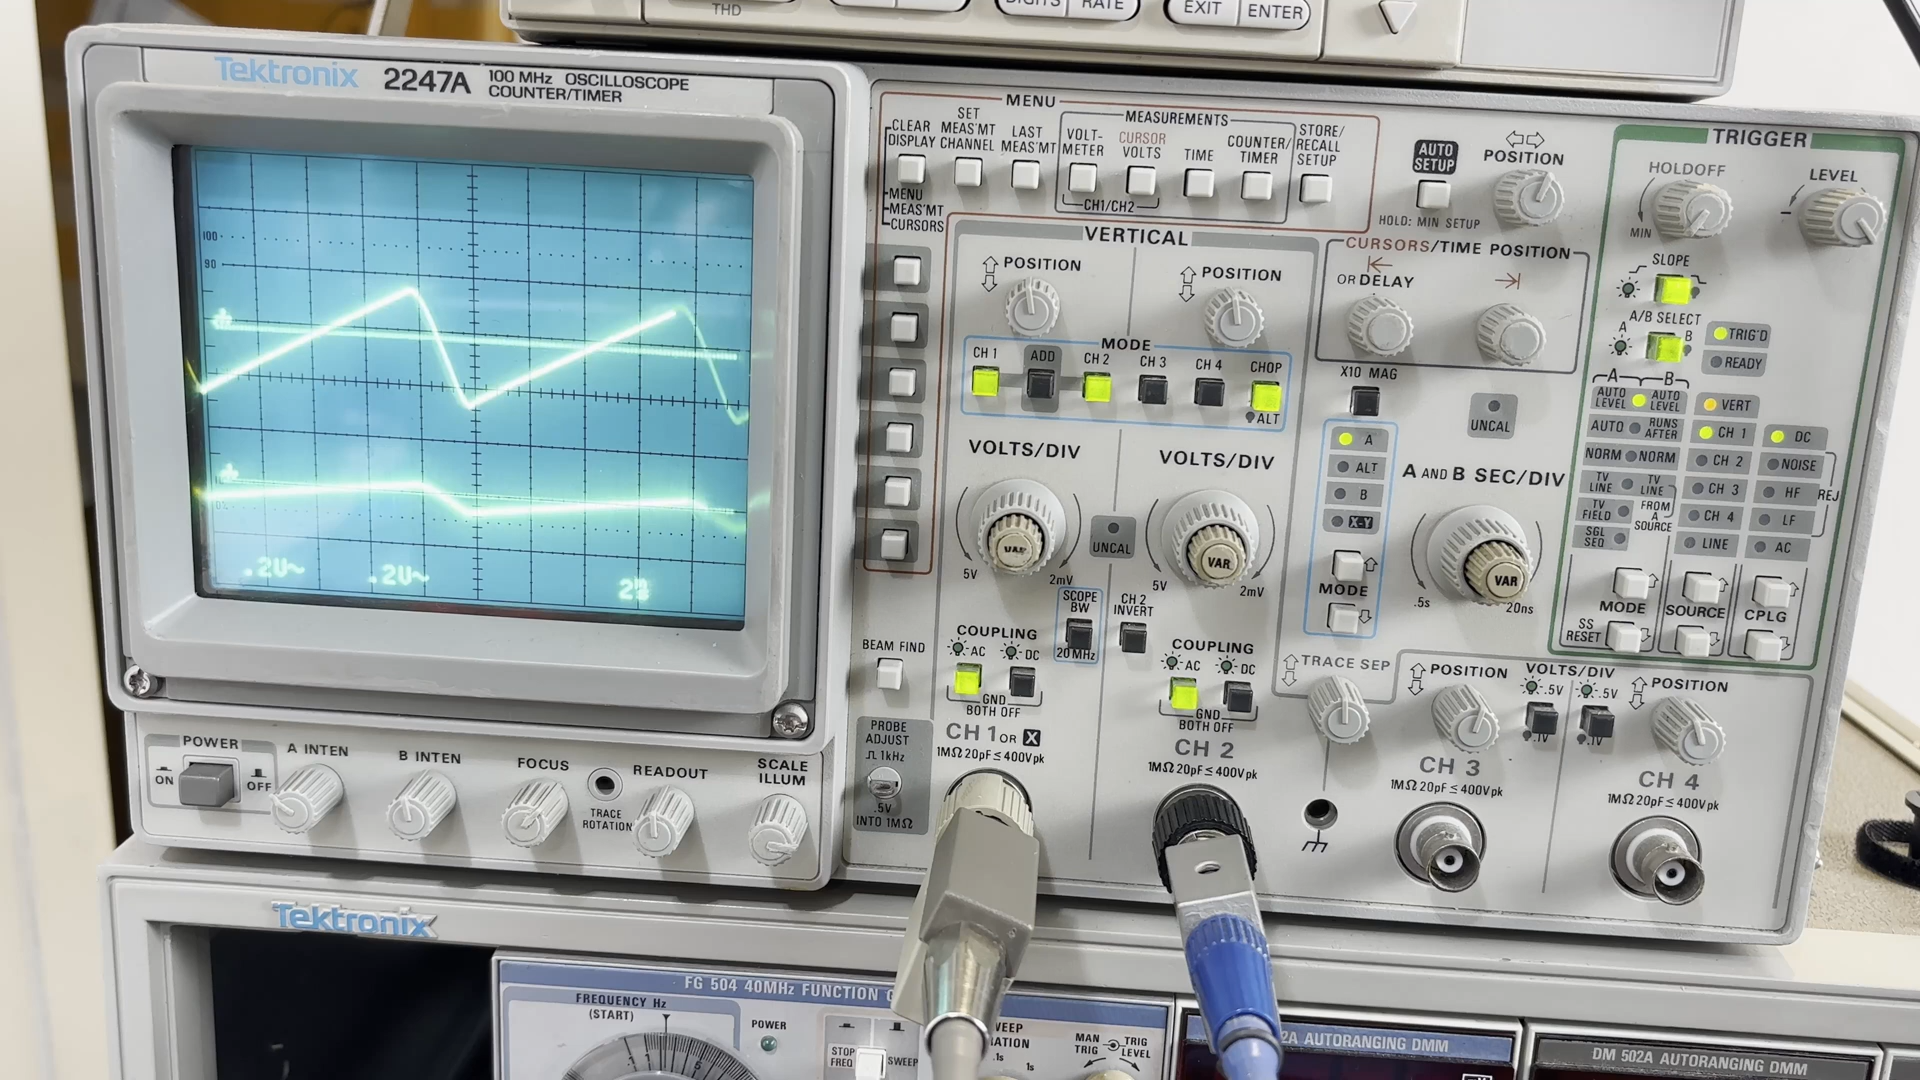 THD
DIGITS
RATE
EXIT
ENTER
Tektronix 2247A 100 MHz OSCILLOSCOPE
COUNTER/TIMER
100
90
.2V~ .2V~
MENU
CLEAR
DISPLAY
SET
MEAS'MT
CHANNEL
LAST
MEAS'MT
MEASUREMENTS
VOLT-
METER
CURSOR
VOLTS
TIME
COUNTER/
TIMER
CH1/CH2
STORE/
RECALL
SETUP
MENU
MEAS'MT
CURSORS
AUTO
SETUP
HOLD: MIN SETUP
POSITION
VERTICAL
POSITION
POSITION
MODE
CH 1
ADD
CH 2
CH 3
CH 4
CHOP
ALT
VOLTS/DIV
VOLTS/DIV
VAR
5V
2mV
UNCAL
VAR
5V
2mV
SCOPE
BW
20 MHz
CH 2
INVERT
COUPLING
AC
DC
GND
BOTH OFF
COUPLING
AC
DC
GND
BOTH OFF
CH 1 OR X
1MΩ 20pF ≤ 400V pk
CH 2
1MΩ 20pF ≤ 400V pk
CURSORS/TIME POSITION
OR DELAY
X10 MAG
A
ALT
B
X-Y
MODE
UNCAL
A AND B SEC/DIV
VAR
.5s
20ns
TRACE SEP
POSITION
VOLTS/DIV
.5V
.5V
.1V
.1V
POSITION
CH 3
1MΩ 20pF ≤ 400V pk
CH 4
1MΩ 20pF ≤ 400V pk
TRIGGER
HOLDOFF
MIN
LEVEL
SLOPE
A/B SELECT
A
B
TRIG'D
READY
A
B
AUTO
LEVEL
AUTO
LEVEL
AUTO
RUNS
AFTER
NORM
NORM
TV
LINE
TV
LINE
TV
FIELD
FROM
A
SOURCE
SGL
SEQ
VERT
CH 1
CH 2
CH 3
CH 4
LINE
DC
NOISE
HF
REJ
LF
AC
MODE
SOURCE
CPLG
SS
RESET
BEAM FIND
PROBE
ADJUST
1kHz
.5V
INTO 1MΩ
POWER
ON
OFF
A INTEN
B INTEN
FOCUS
TRACE
ROTATION
READOUT
SCALE
ILLUM
Tektronix
FG 504 40MHz FUNCTION
FREQUENCY Hz
(START)
POWER
STOP
FREQ
SWEEP
MAN
TRIG
TRIG
LEVEL
.1s
1s
2A AUTORANGING DMM
DM 502A AUTORANGING DMM